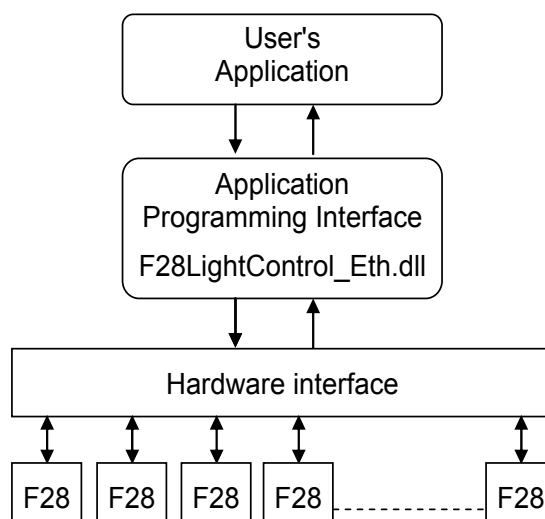 User's
Application
Application
Programming Interface
F28LightControl_Eth.dll
Hardware interface
F28 F28 F28 F28 F28